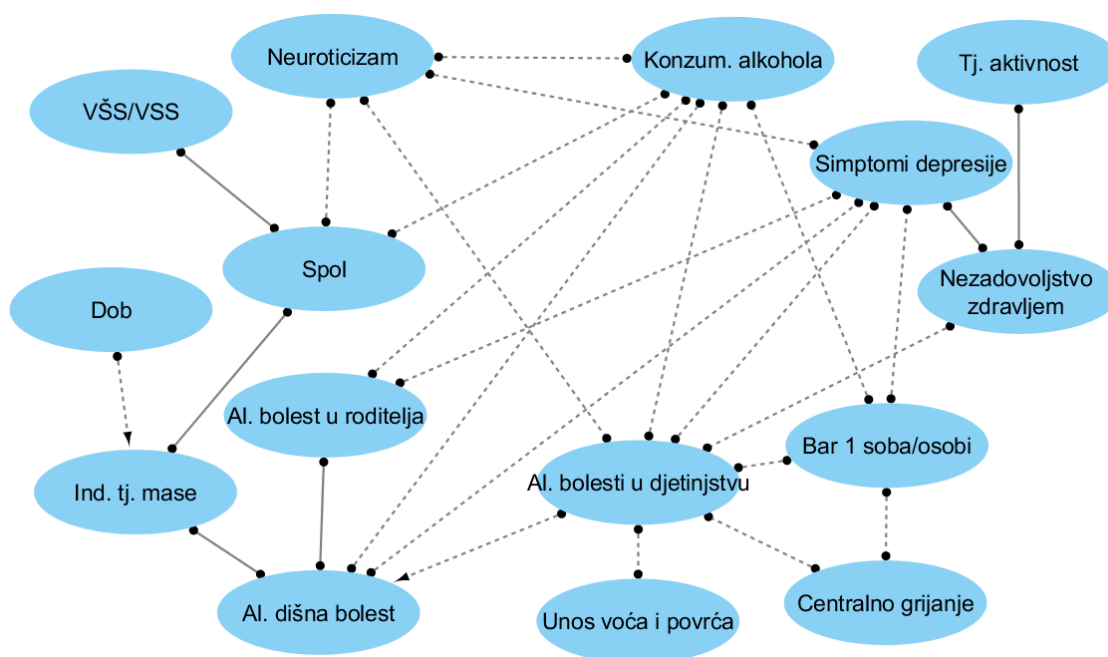 Neuroticizam
Konzum. alkohola
Tj. aktivnost
VŠS/VSS
Simptomi depresije
Spol
Nezadovoljstvo
zdravljem
Dob
Al. bolest u roditelja
Bar 1 soba/osobi
Ind. tj. mase
Al. bolesti u djetinjstvu
Al. dišna bolest
Unos voća i povrća
Centralno grijanje